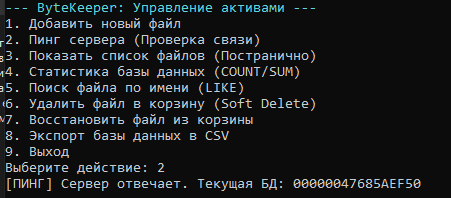 --- ByteKeeper: Управление активами ---
1. Добавить новый файл
2. Пинг сервера (Проверка связи)
3. Показать список файлов (Постранично)
4. Статистика базы данных (COUNT/SUM)
5. Поиск файла по имени (LIKE)
6. Удалить файл в корзину (Soft Delete)
7. Восстановить файл из корзины
8. Экспорт базы данных в CSV
9. Выход
Выберите действие: 2
[ПИНГ] Сервер отвечает. Текущая БД: 00000047685AEF50